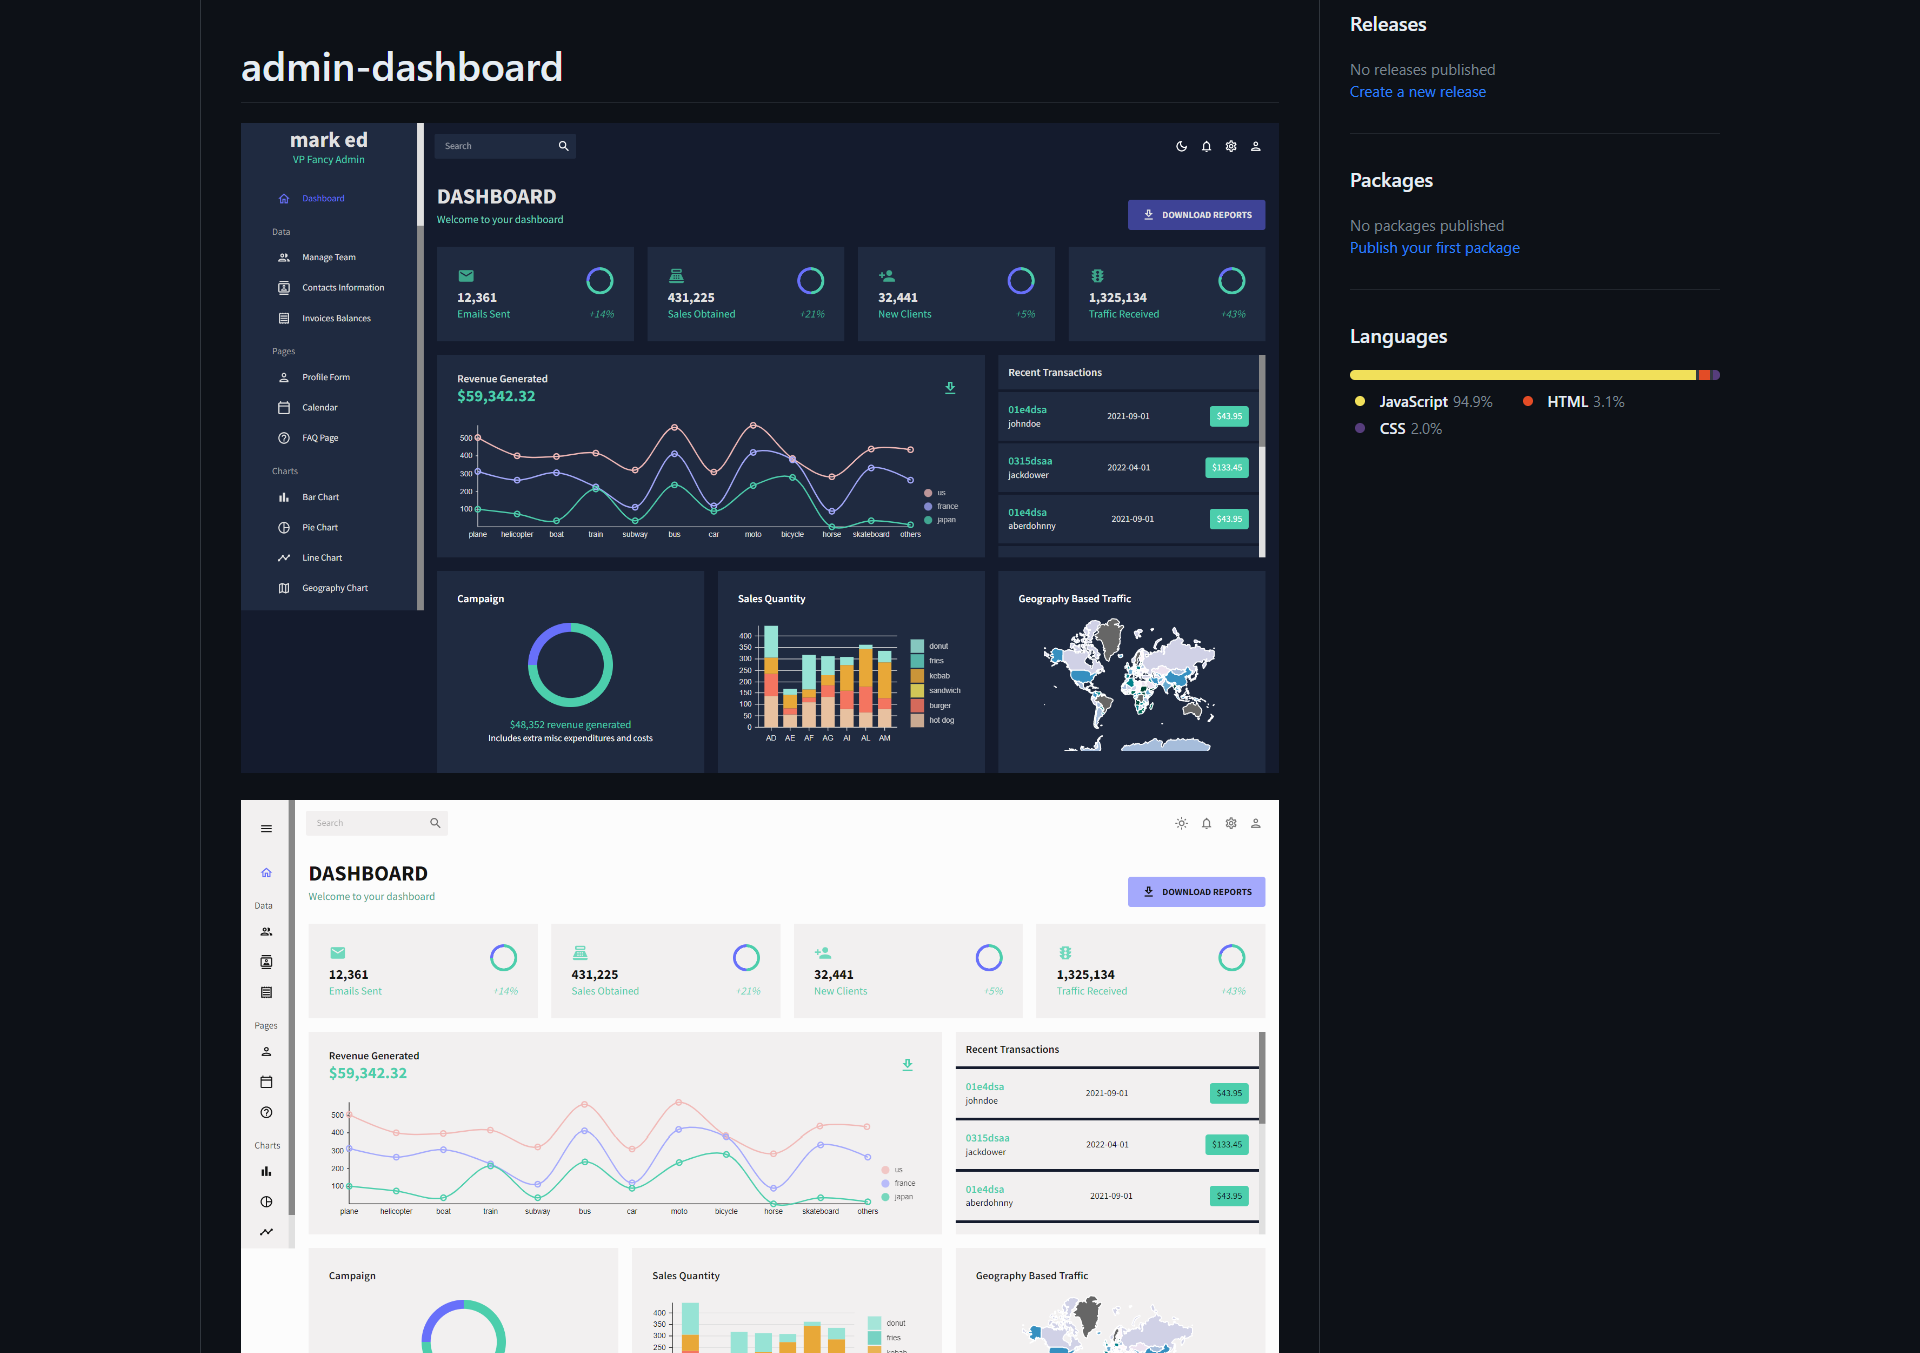 admin-dashboard
mark ed
VP Fancy Admin
Dashboard
Data
Manage Team
Contacts Information
Invoices Balances
Pages
Profile Form
Calendar
FAQ Page
Charts
Bar Chart
Pie Chart
Line Chart
Geography Chart
Search
DASHBOARD
Welcome to your dashboard
DOWNLOAD REPORTS
12,361
Emails Sent
+14%
431,225
Sales Obtained
+21%
32,441
New Clients
+5%
1,325,134
Traffic Received
+43%
Revenue Generated
$59,342.32
500
400
300
200
100
plane helicopter boat train subway bus car moto bicycle horse skateboard others
us
france
japan
Recent Transactions
01e4dsa
johndoe
2021-09-01
$43.95
0315dsaa
jackdower
2022-04-01
$133.45
01e4dsa
aberdohnny
2021-09-01
$43.95
Campaign
$48,352 revenue generated
Includes extra misc expenditures and costs
Sales Quantity
400
350
300
250
200
150
100
50
0
AD AE AF AG AI AL AM
donut
fries
kebab
sandwich
burger
hot dog
Geography Based Traffic
Data
Pages
Charts
Search
DASHBOARD
Welcome to your dashboard
DOWNLOAD REPORTS
12,361
Emails Sent
+14%
431,225
Sales Obtained
+21%
32,441
New Clients
+5%
1,325,134
Traffic Received
+43%
Revenue Generated
$59,342.32
500
400
300
200
100
plane helicopter boat train subway bus car moto bicycle horse skateboard others
us
france
japan
Recent Transactions
01e4dsa
johndoe
2021-09-01
$43.95
0315dsaa
jackdower
2022-04-01
$133.45
01e4dsa
aberdohnny
2021-09-01
$43.95
Campaign
Sales Quantity
400
350
300
250
donut
fries
kebab
Geography Based Traffic
Releases
No releases published
Create a new release
Packages
No packages published
Publish your first package
Languages
JavaScript 94.9%
HTML 3.1%
CSS 2.0%